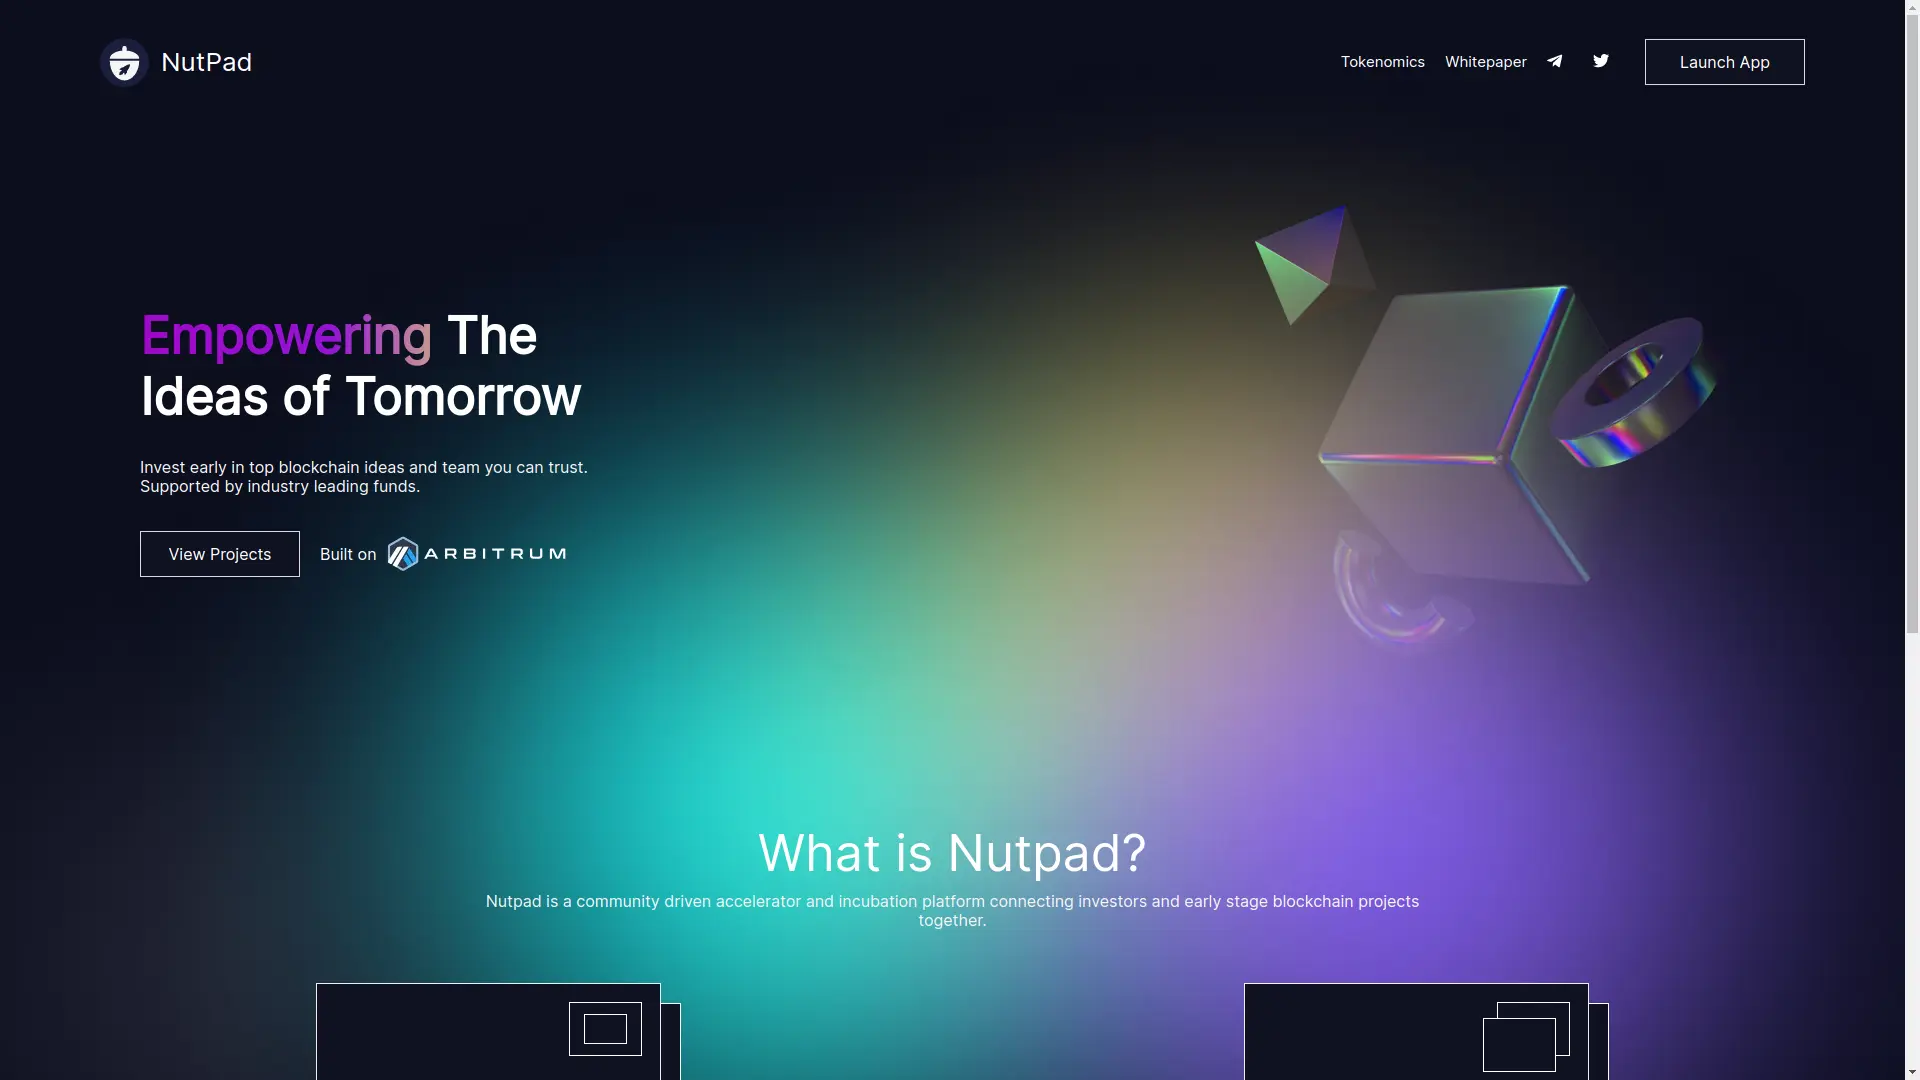 NutPad
Tokenomics
Whitepaper
Launch App
Empowering The
Ideas of Tomorrow
Invest early in top blockchain ideas and team you can trust.
Supported by industry leading funds.
View Projects
Built on
ARBITRUM
What is Nutpad?
Nutpad is a community driven accelerator and incubation platform connecting investors and early stage blockchain projects
together.